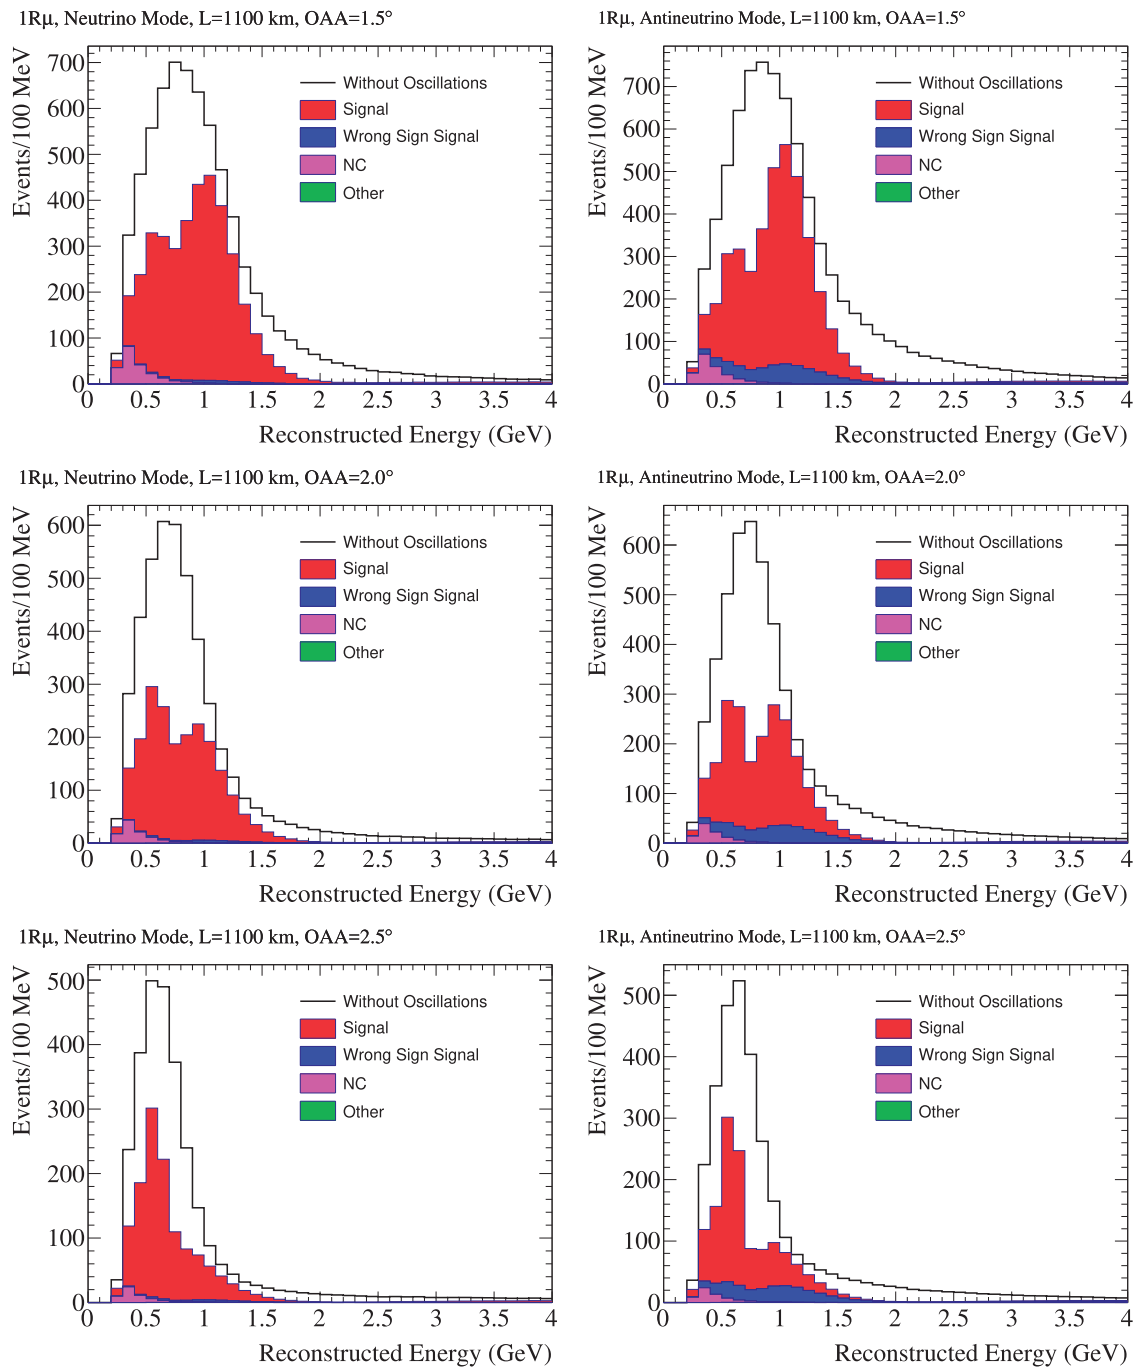 1Rμ, Neutrino Mode, L=1100 km, OAA=1.5°
Events/100 MeV
700
600
500
400
300
200
100
0
Without Oscillations
Signal
Wrong Sign Signal
NC
Other
0 0.5 1 1.5 2 2.5 3 3.5 4
Reconstructed Energy (GeV)
1Rμ, Antineutrino Mode, L=1100 km, OAA=1.5°
Events/100 MeV
700
600
500
400
300
200
100
0
Without Oscillations
Signal
Wrong Sign Signal
NC
Other
0 0.5 1 1.5 2 2.5 3 3.5 4
Reconstructed Energy (GeV)
1Rμ, Neutrino Mode, L=1100 km, OAA=2.0°
Events/100 MeV
600
500
400
300
200
100
0
Without Oscillations
Signal
Wrong Sign Signal
NC
Other
0 0.5 1 1.5 2 2.5 3 3.5 4
Reconstructed Energy (GeV)
1Rμ, Antineutrino Mode, L=1100 km, OAA=2.0°
Events/100 MeV
600
500
400
300
200
100
0
Without Oscillations
Signal
Wrong Sign Signal
NC
Other
0 0.5 1 1.5 2 2.5 3 3.5 4
Reconstructed Energy (GeV)
1Rμ, Neutrino Mode, L=1100 km, OAA=2.5°
Events/100 MeV
500
400
300
200
100
0
Without Oscillations
Signal
Wrong Sign Signal
NC
Other
0 0.5 1 1.5 2 2.5 3 3.5 4
Reconstructed Energy (GeV)
1Rμ, Antineutrino Mode, L=1100 km, OAA=2.5°
Events/100 MeV
500
400
300
200
100
0
Without Oscillations
Signal
Wrong Sign Signal
NC
Other
0 0.5 1 1.5 2 2.5 3 3.5 4
Reconstructed Energy (GeV)